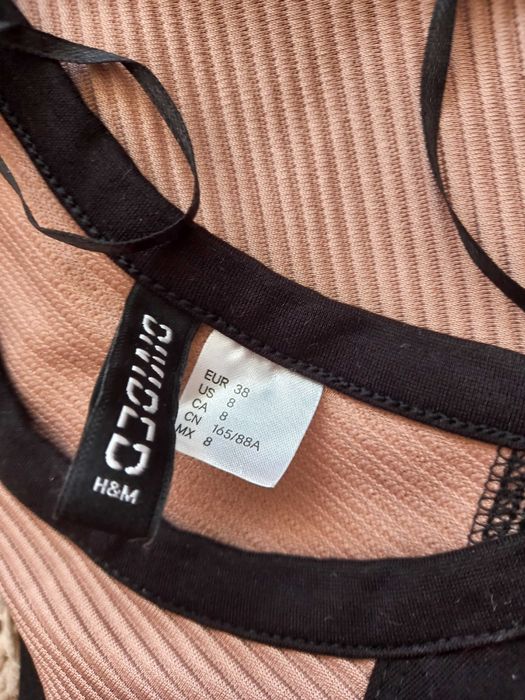 DIVIDED
H&M
EUR 38
US 8
CA 8
CN 165/88A
MX 8